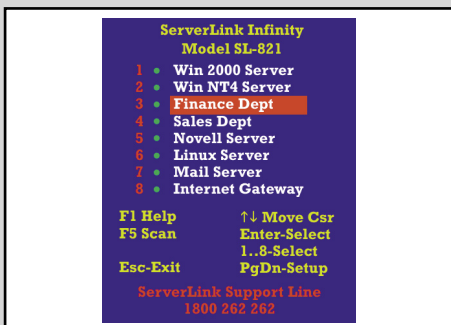 ServerLink Infinity
Model SL-821
1 • Win 2000 Server
2 • Win NT4 Server
3 • Finance Dept
4 • Sales Dept
5 • Novell Server
6 • Linux Server
7 • Mail Server
8 • Internet Gateway
F1 Help ↑↓ Move Csr
F5 Scan Enter-Select
1..8-Select
Esc-Exit PgDn-Setup
ServerLink Support Line
1800 262 262